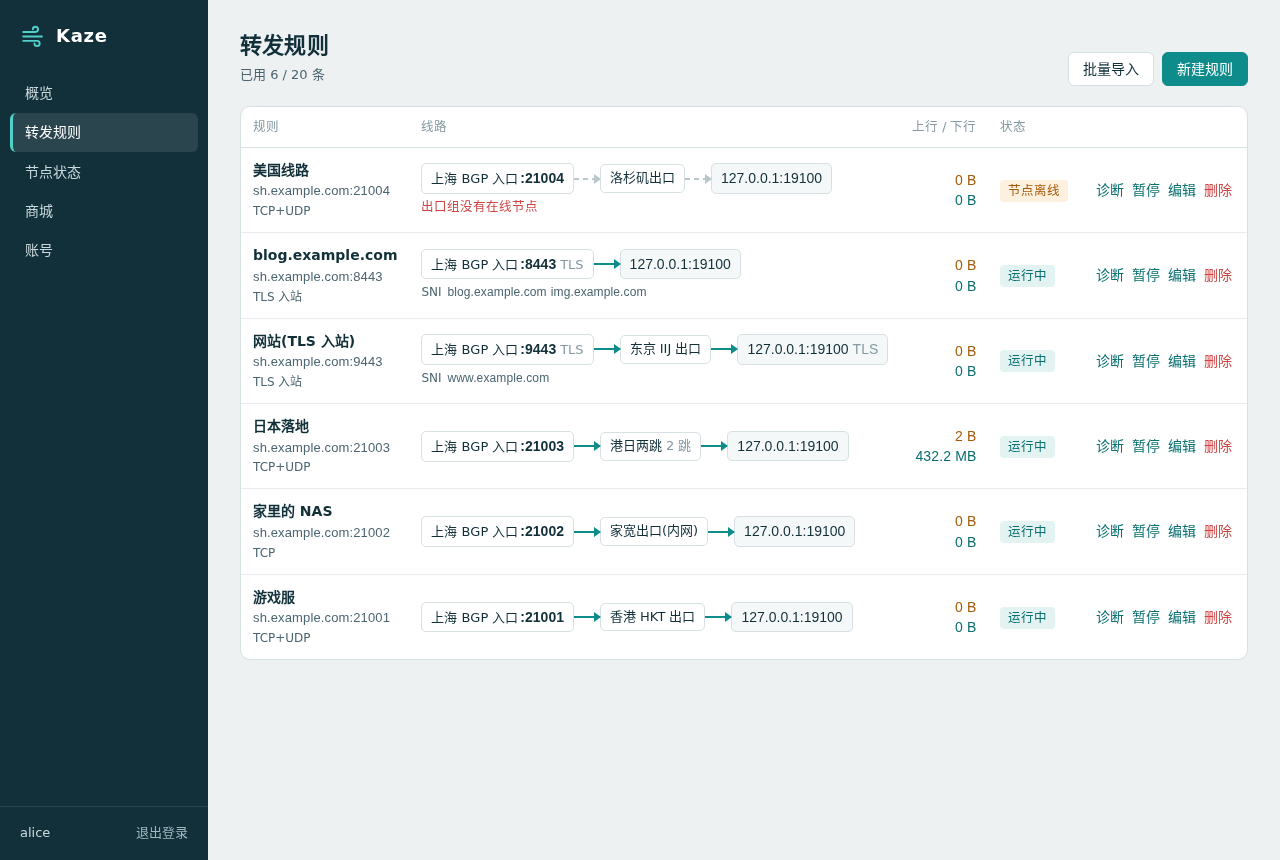 Kaze
概览
转发规则
节点状态
商城
账号
alice 退出登录
转发规则
已用 6 / 20 条
批量导入 新建规则
规则 线路 上行 / 下行 状态
美国线路
sh.example.com:21004
TCP+UDP
上海 BGP 入口:21004 洛杉矶出口 127.0.0.1:19100
出口组没有在线节点
0 B
0 B
节点离线
诊断 暂停 编辑 删除
blog.example.com
sh.example.com:8443
TLS 入站
上海 BGP 入口:8443 TLS 127.0.0.1:19100
SNI blog.example.com img.example.com
0 B
0 B
运行中
诊断 暂停 编辑 删除
网站(TLS 入站)
sh.example.com:9443
TLS 入站
上海 BGP 入口:9443 TLS 东京 IIJ 出口 127.0.0.1:19100 TLS
SNI www.example.com
0 B
0 B
运行中
诊断 暂停 编辑 删除
日本落地
sh.example.com:21003
TCP+UDP
上海 BGP 入口:21003 港日两跳 2 跳 127.0.0.1:19100
2 B
432.2 MB
运行中
诊断 暂停 编辑 删除
家里的 NAS
sh.example.com:21002
TCP
上海 BGP 入口:21002 家宽出口(内网) 127.0.0.1:19100
0 B
0 B
运行中
诊断 暂停 编辑 删除
游戏服
sh.example.com:21001
TCP+UDP
上海 BGP 入口:21001 香港 HKT 出口 127.0.0.1:19100
0 B
0 B
运行中
诊断 暂停 编辑 删除